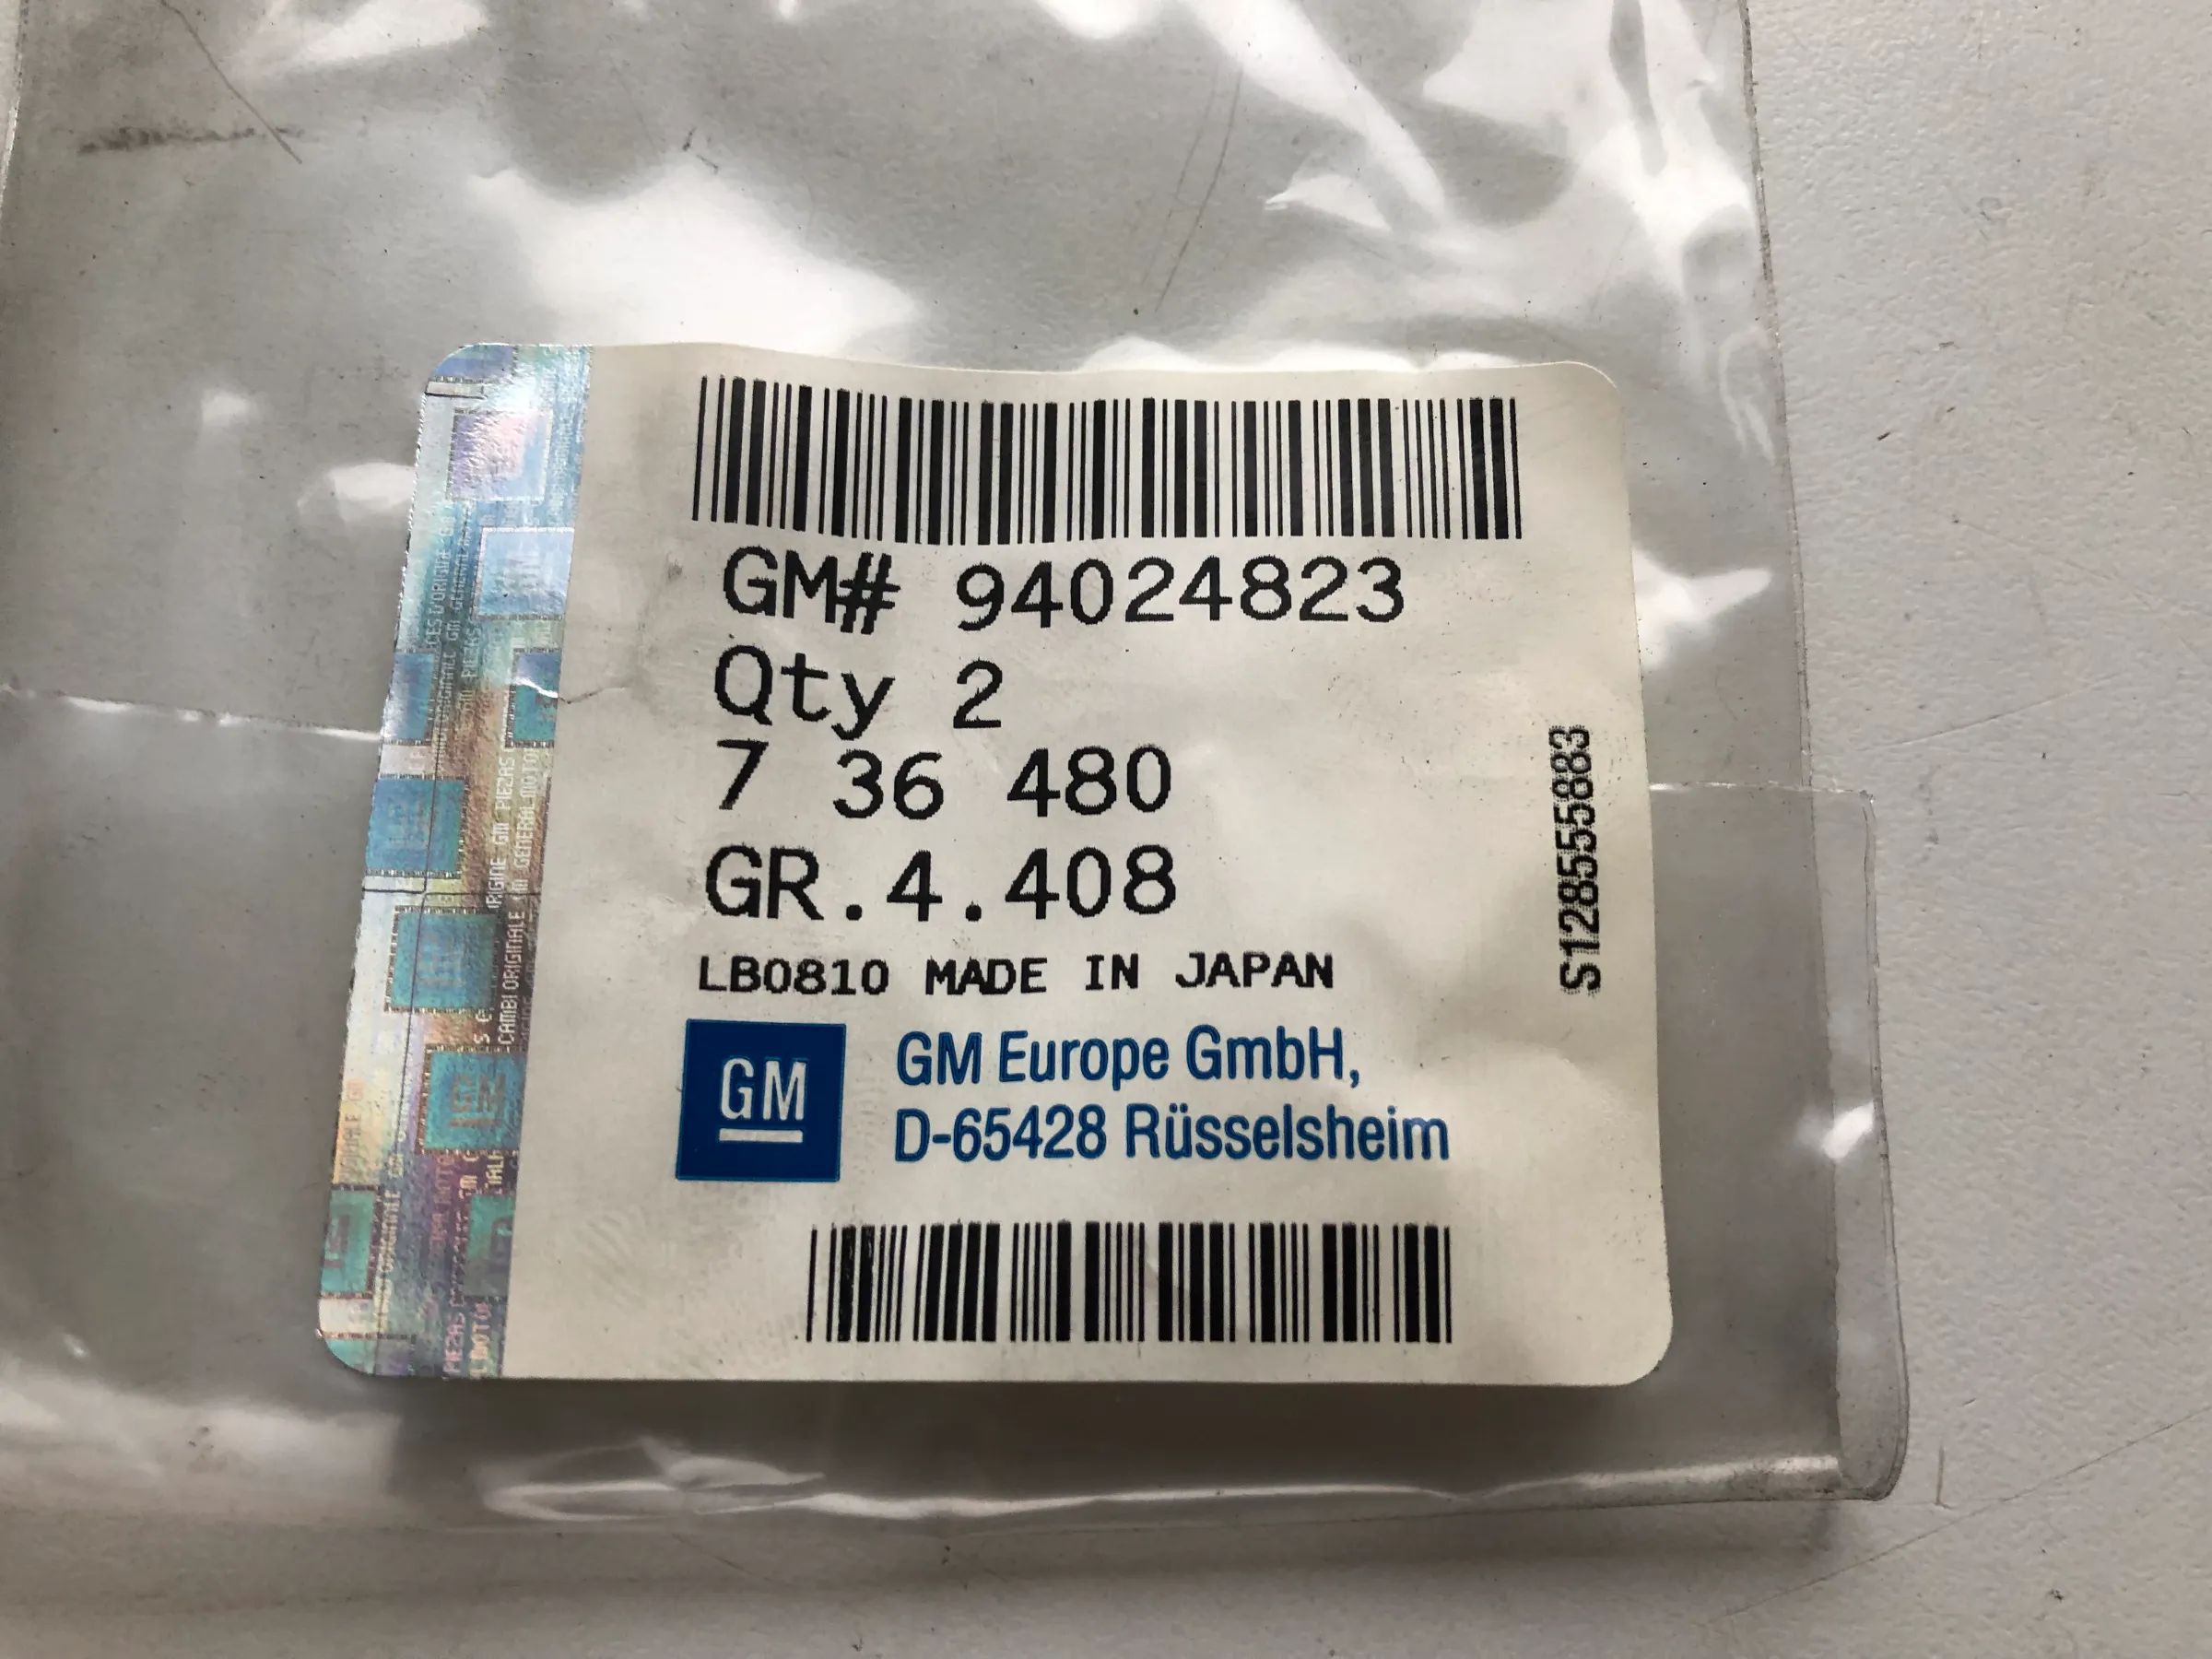 GM# 94024823
Qty 2
7 36 480
GR.4.408
LB0810 MADE IN JAPAN
GM
GM Europe GmbH,
D-65428 Rüsselsheim
S128555883